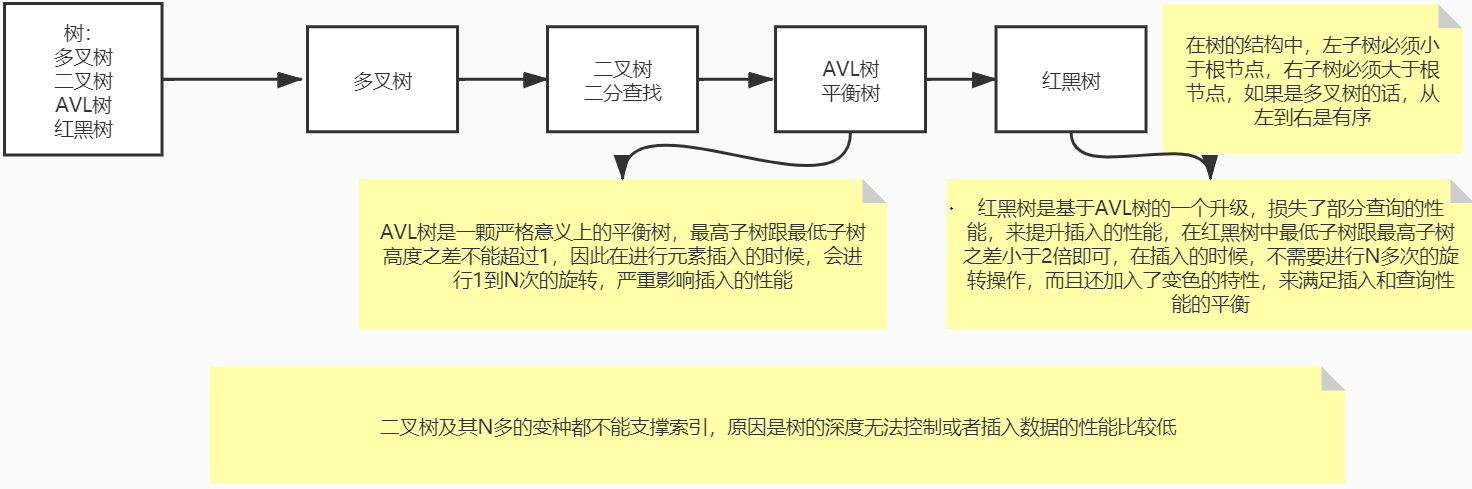 树：
多叉树
二叉树
AVL树
红黑树
多叉树
二叉树
二分查找
AVL树
平衡树
红黑树
在树的结构中，左子树必须小
于根节点，右子树必须大于根
节点，如果是多叉树的话，从
左到右是有序
AVL树是一颗严格意义上的平衡树，最高子树跟最低子树
高度之差不能超过1，因此在进行元素插入的时候，会进
行1到N次的旋转，严重影响插入的性能
红黑树是基于AVL树的一个升级，损失了部分查询的性
能，来提升插入的性能，在红黑树中最低子树跟最高子树
之差小于2倍即可，在插入的时候，不需要进行N多次的旋
转操作，而且还加入了变色的特性，来满足插入和查询性
能的平衡
二叉树及其N多的变种都不能支撑索引，原因是树的深度无法控制或者插入数据的性能比较低